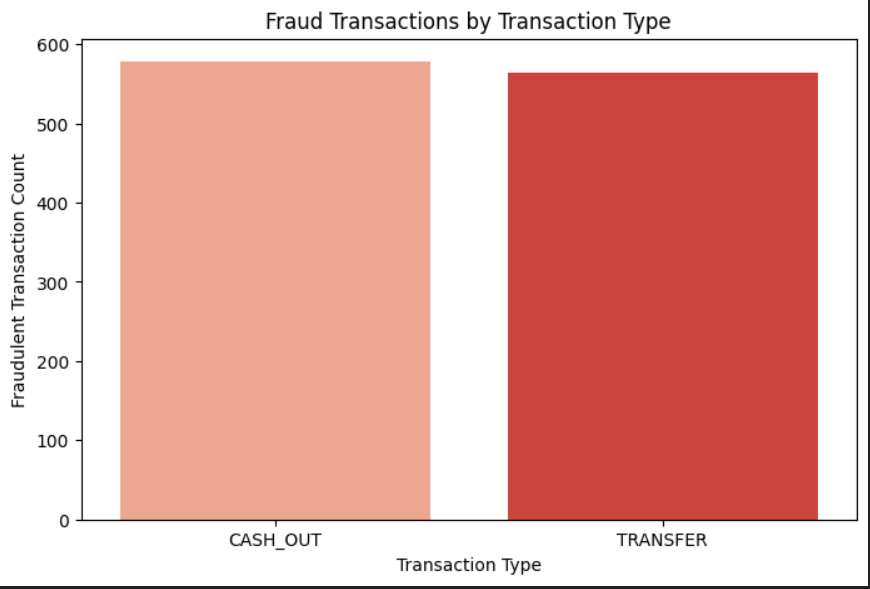 Fraud Transactions by Transaction Type
Fraudulent Transaction Count
600
500
400
300
200
100
0
CASH_OUT
TRANSFER
Transaction Type